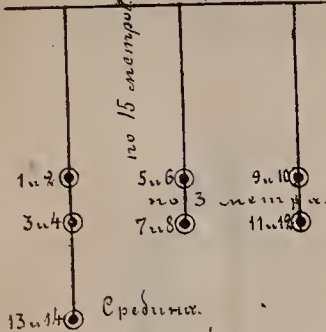 по 15 метров
1 и 2
5 и 6
9 и 10
по 3 метра.
3 и 4
7 и 8
11 и 12
13 и 14
Средина.